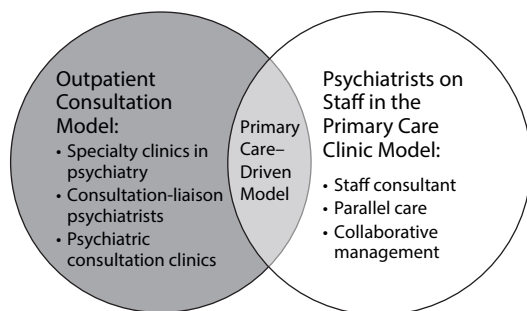 Outpatient
Consultation
Model:
• Specialty clinics in
psychiatry
• Consultation-liaison
psychiatrists
• Psychiatric
consultation clinics
Primary
Care–
Driven
Model
Psychiatrists on
Staff in the
Primary Care
Clinic Model:
• Staff consultant
• Parallel care
• Collaborative
management